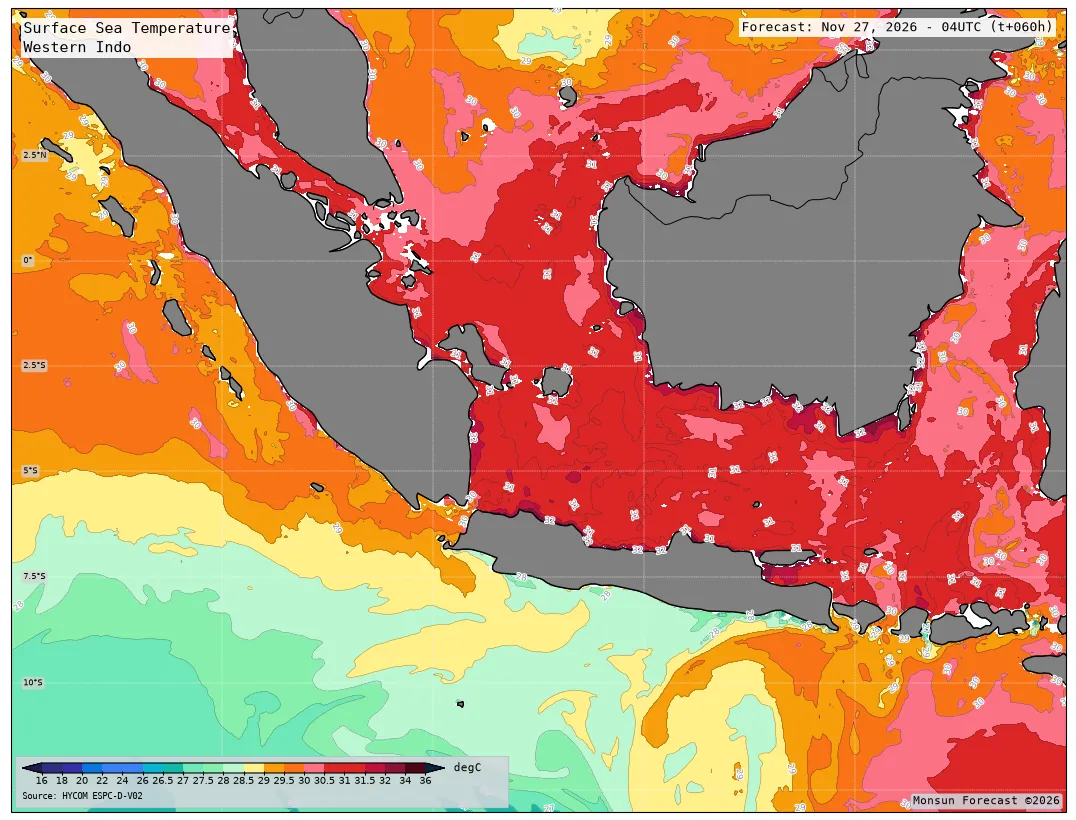 Surface Sea Temperature
Western Indo
Forecast: Nov 27, 2026 - 04UTC (t+060h)
2.5°N
0°
2.5°S
5°S
7.5°S
10°S
degC
16 18 20 22 24 26 26.5 27 27.5 28 28.5 29 29.5 30 30.5 31 31.5 32 34 36
Source: HYCOM ESPC-D-V02
Monsun Forecast ©2026